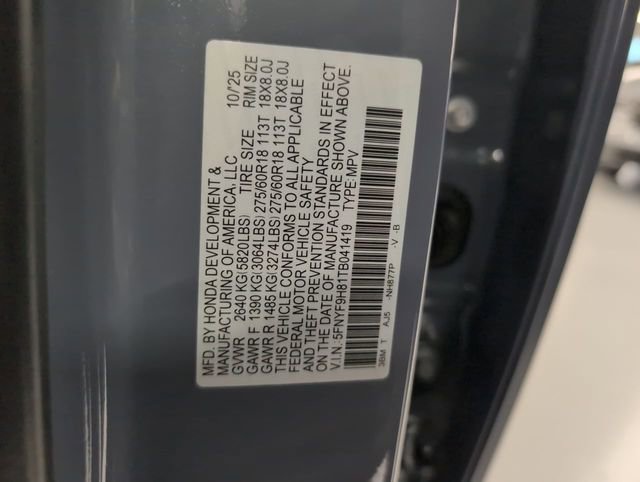 MFD. BY HONDA DEVELOPMENT &
MANUFACTURING OF AMERICA, LLC 10/25
GVWR 2640 KG(5820LBS) TIRE SIZE RIM SIZE
GAWR F 1390 KG(3064LBS) 275/60R18 113T 18X8.0J
GAWR R 1485 KG(3274LBS) 275/60R18 113T 18X8.0J
THIS VEHICLE CONFORMS TO ALL APPLICABLE
FEDERAL MOTOR VEHICLE SAFETY
AND THEFT PREVENTION STANDARDS IN EFFECT
ON THE DATE OF MANUFACTURE SHOWN ABOVE.
V.I.N. 5FNYF9H81TB041419 TYPE:MPV
3BM T AJ5 -NH877P -V -B